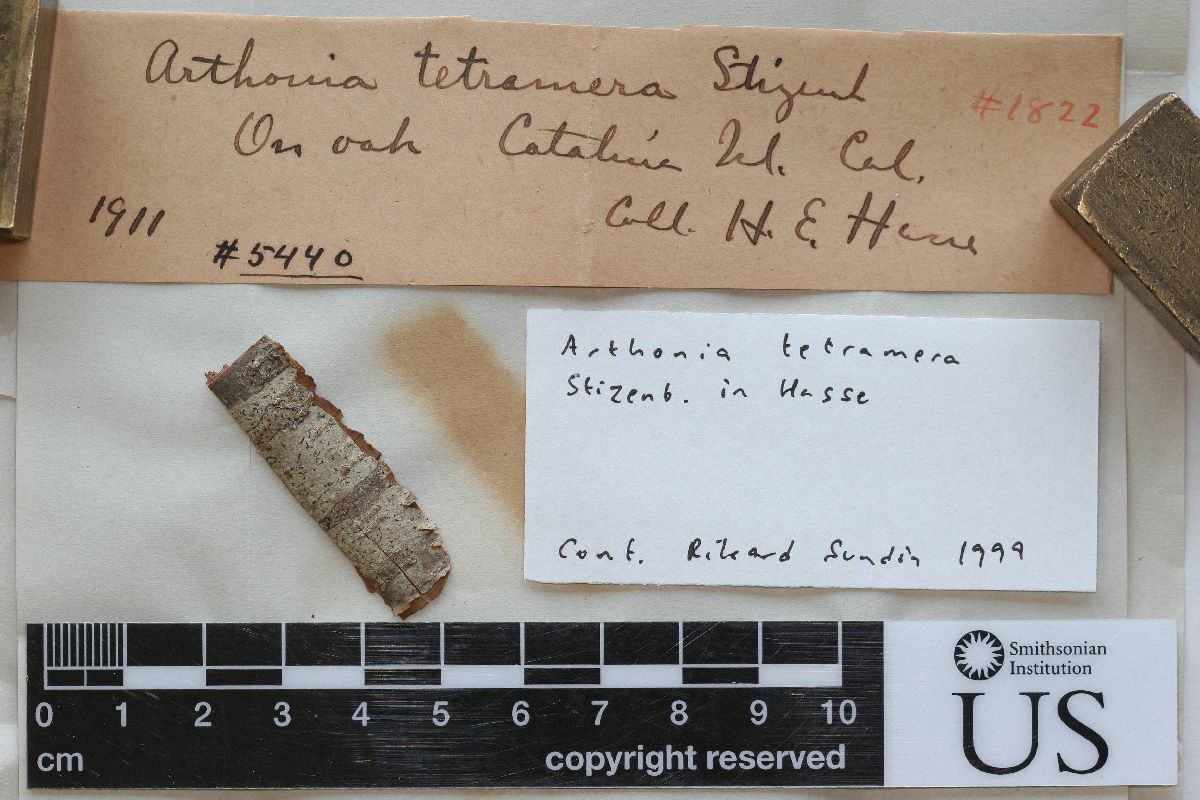 Arthonia tetramera Stizenb
#1822
On oak Catalina Isl. Cal.
1911
Coll. H. E. Hasse
#5440
Arthonia tetramera
Stizenb. in Hasse
Conf. Rikard Sundin 1999
0 1 2 3 4 5 6 7 8 9 10
cm
copyright reserved
Smithsonian
Institution
US